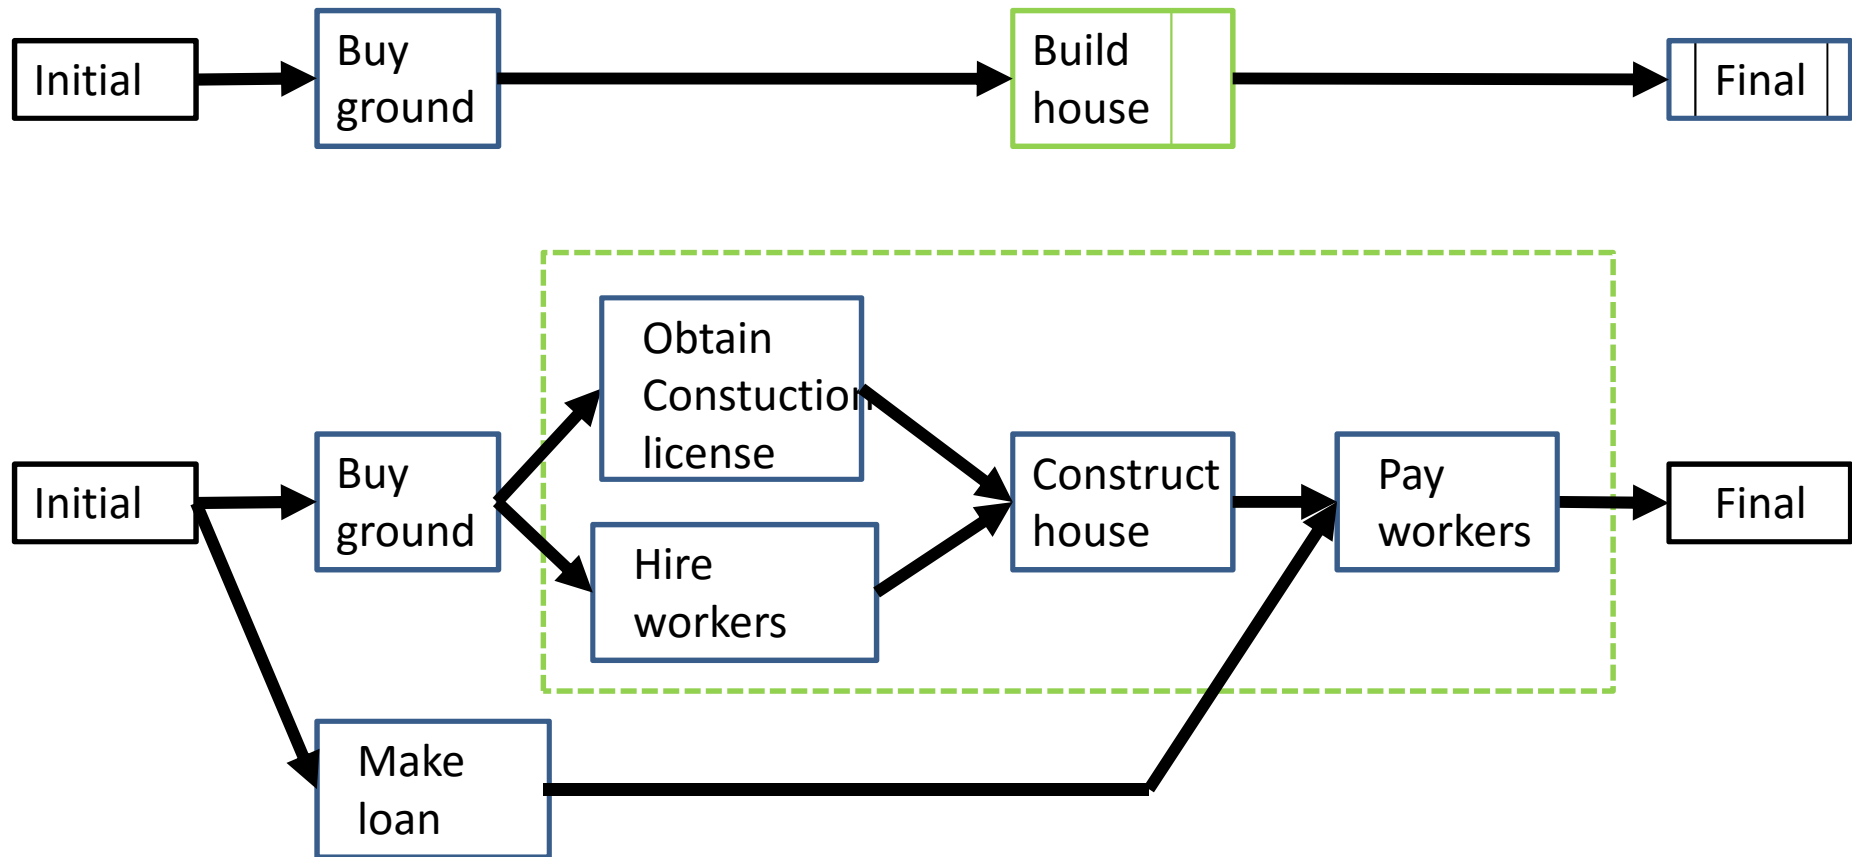 Initial
Buy
ground
Build
house
Final
Obtain
Constuction
license
Initial
Buy
ground
Hire
workers
Construct
house
Pay
workers
Final
Make
loan